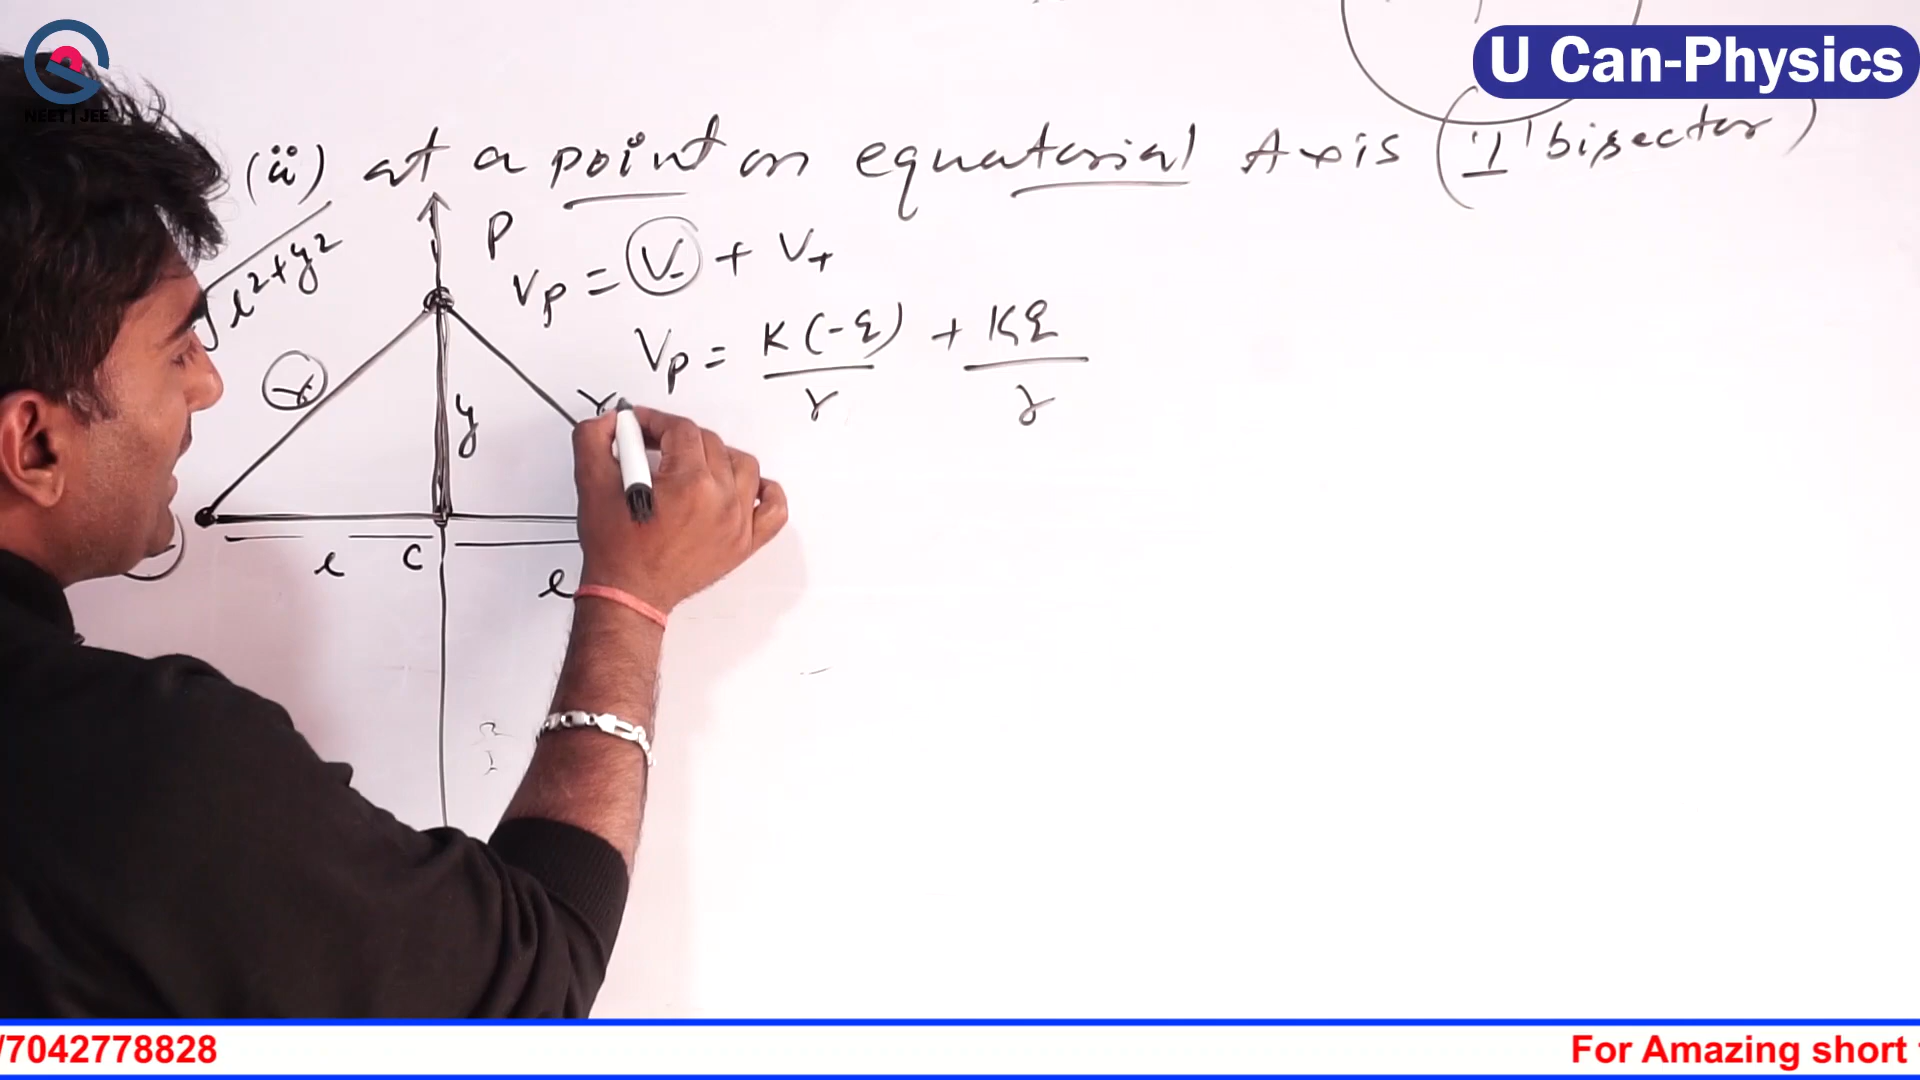 U Can-Physics
NEET|JEE
(ii) at a point on equatorial Axis ('⊥' bisector)
P
√l²+y²
Vp = V- + V+
Vp = K(-q)/r + Kq/r
r
y
r
l
C
l
/7042778828
For Amazing short